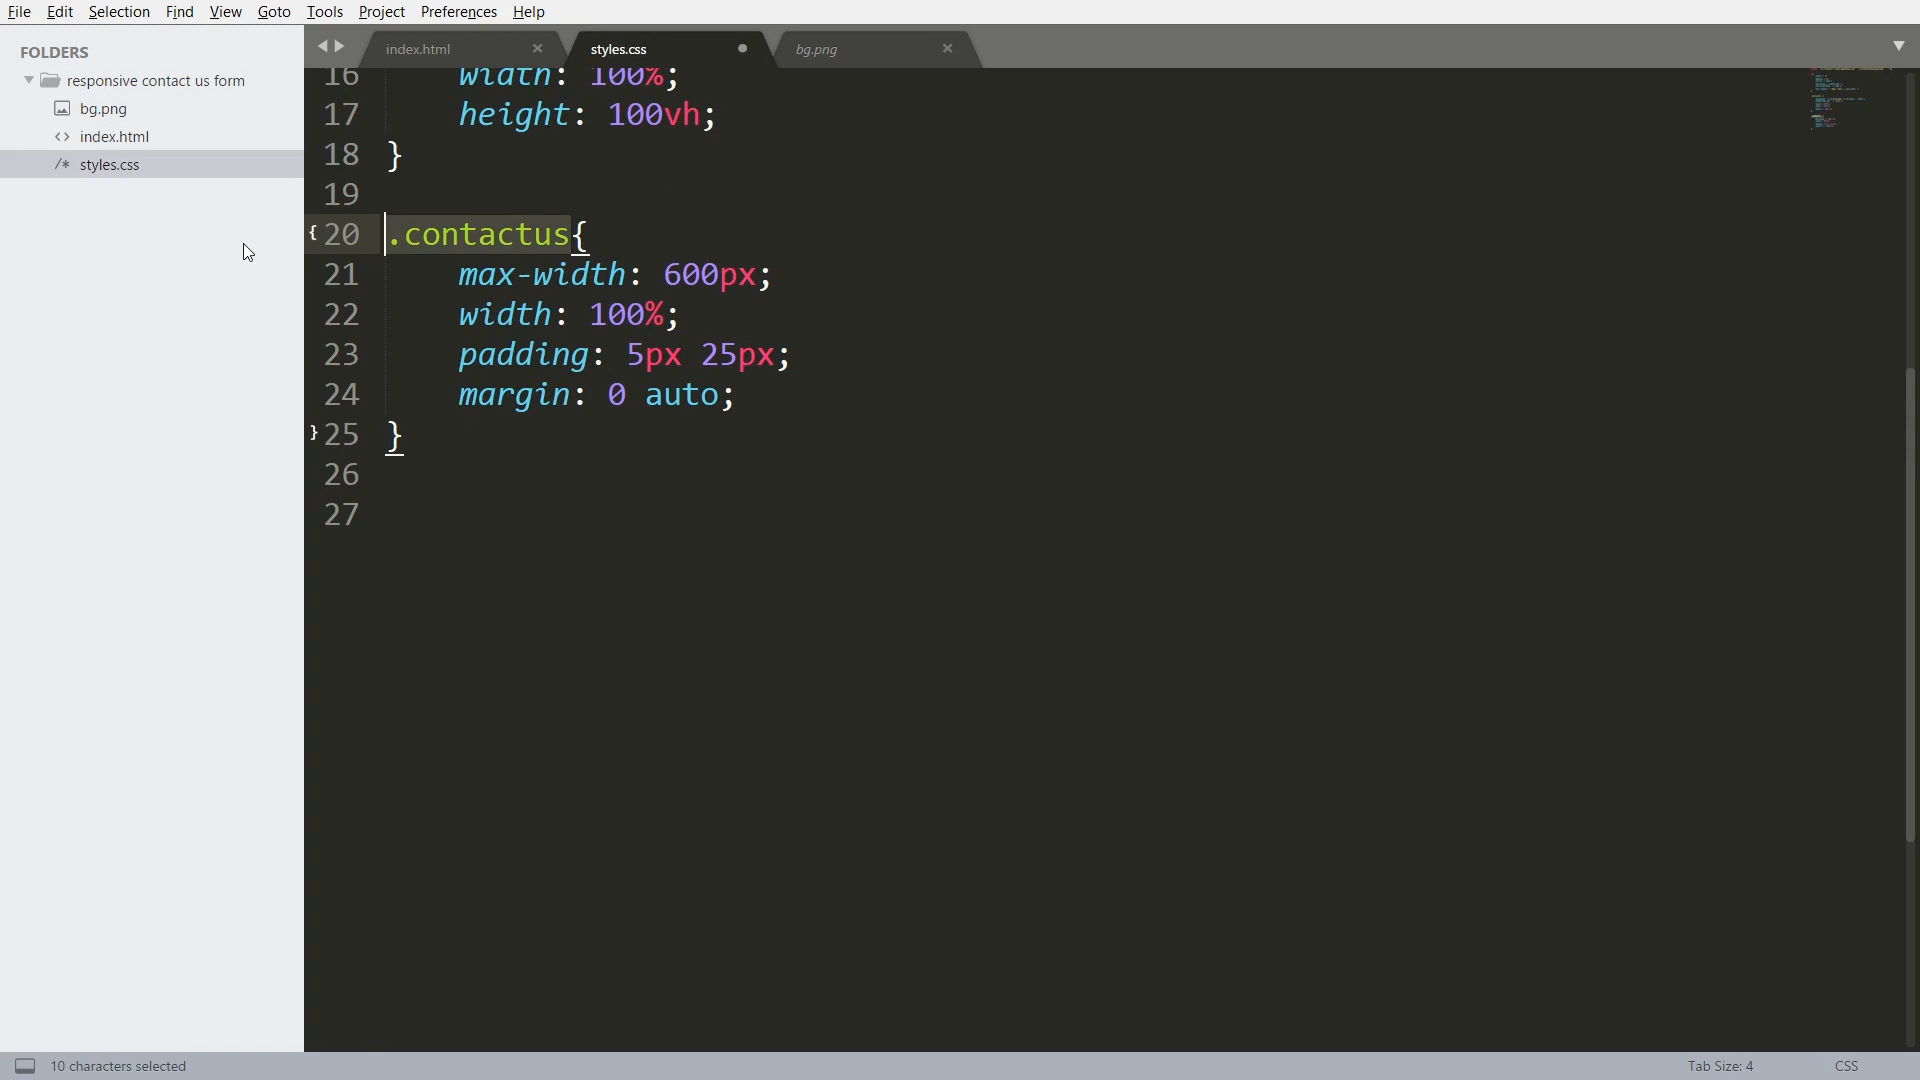 File Edit Selection Find View Goto Tools Project Preferences Help
FOLDERS
responsive contact us form
bg.png
<> index.html
/* styles.css
index.html
styles.css
bg.png
16 width: 100%;
17 height: 100vh;
18 }
19
{ 20 .contactus{
21 max-width: 600px;
22 width: 100%;
23 padding: 5px 25px;
24 margin: 0 auto;
} 25 }
26
27
10 characters selected
Tab Size: 4
CSS